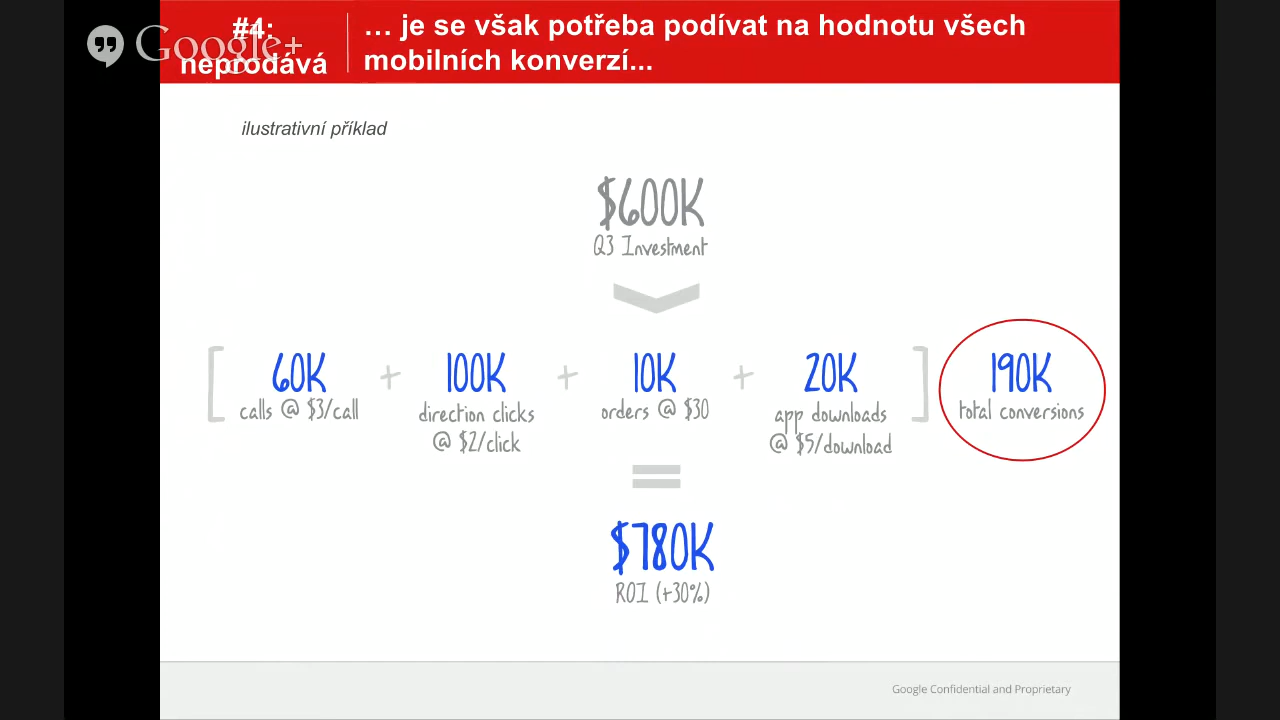 #4:
neprodává
Google+
… je se však potřeba podívat na hodnotu všech
mobilních konverzí...
ilustrativní příklad
$600K
Q3 Investment
[ 60K + 100K + 10K + 20K ] 190K
calls @ $3/call
direction clicks
@ $2/click
orders @ $30
app downloads
@ $5/download
total conversions
=
$780K
ROI (+30%)
Google Confidential and Proprietary